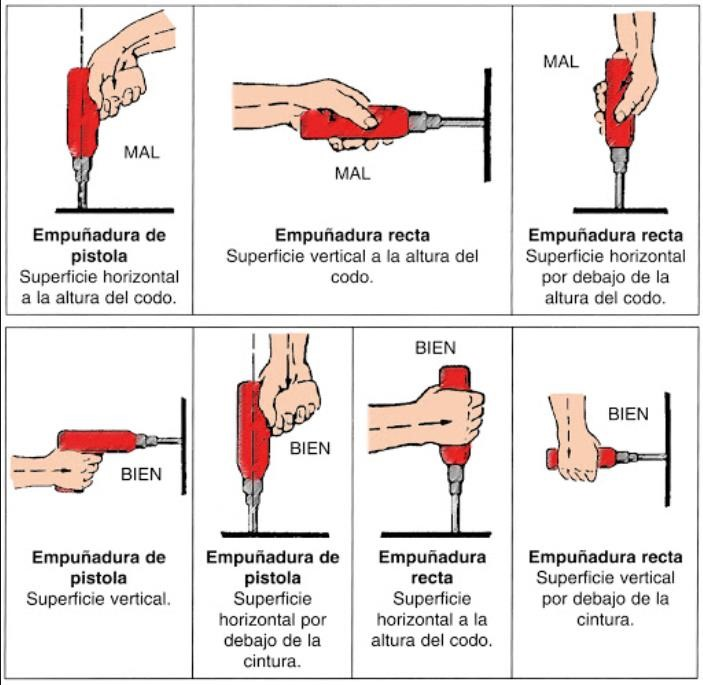 MAL
Empuñadura de
pistola
Superficie horizontal
a la altura del codo.
MAL
Empuñadura recta
Superficie vertical a la altura del
codo.
MAL
Empuñadura recta
Superficie horizontal
por debajo de la
altura del codo.
BIEN
Empuñadura de
pistola
Superficie vertical.
BIEN
Empuñadura de
pistola
Superficie
horizontal por
debajo de la
cintura.
BIEN
Empuñadura
recta
Superficie
horizontal a la
altura del codo.
BIEN
Empuñadura recta
Superficie vertical
por debajo de la
cintura.